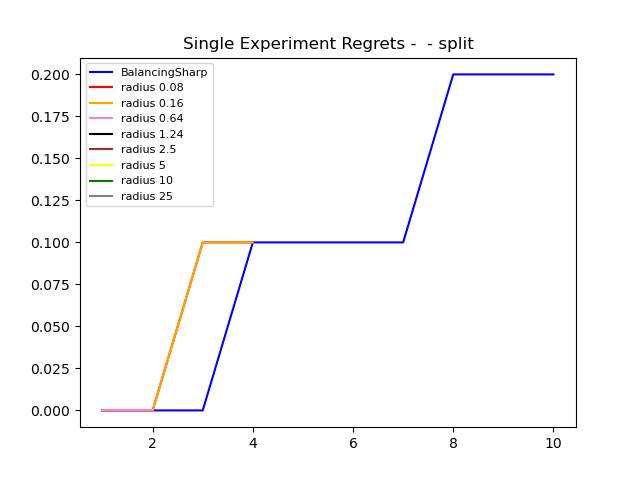 Single Experiment Regrets -  - split
0.200
0.175
0.150
0.125
0.100
0.075
0.050
0.025
0.000
BalancingSharp
radius 0.08
radius 0.16
radius 0.64
radius 1.24
radius 2.5
radius 5
radius 10
radius 25
2 4 6 8 10